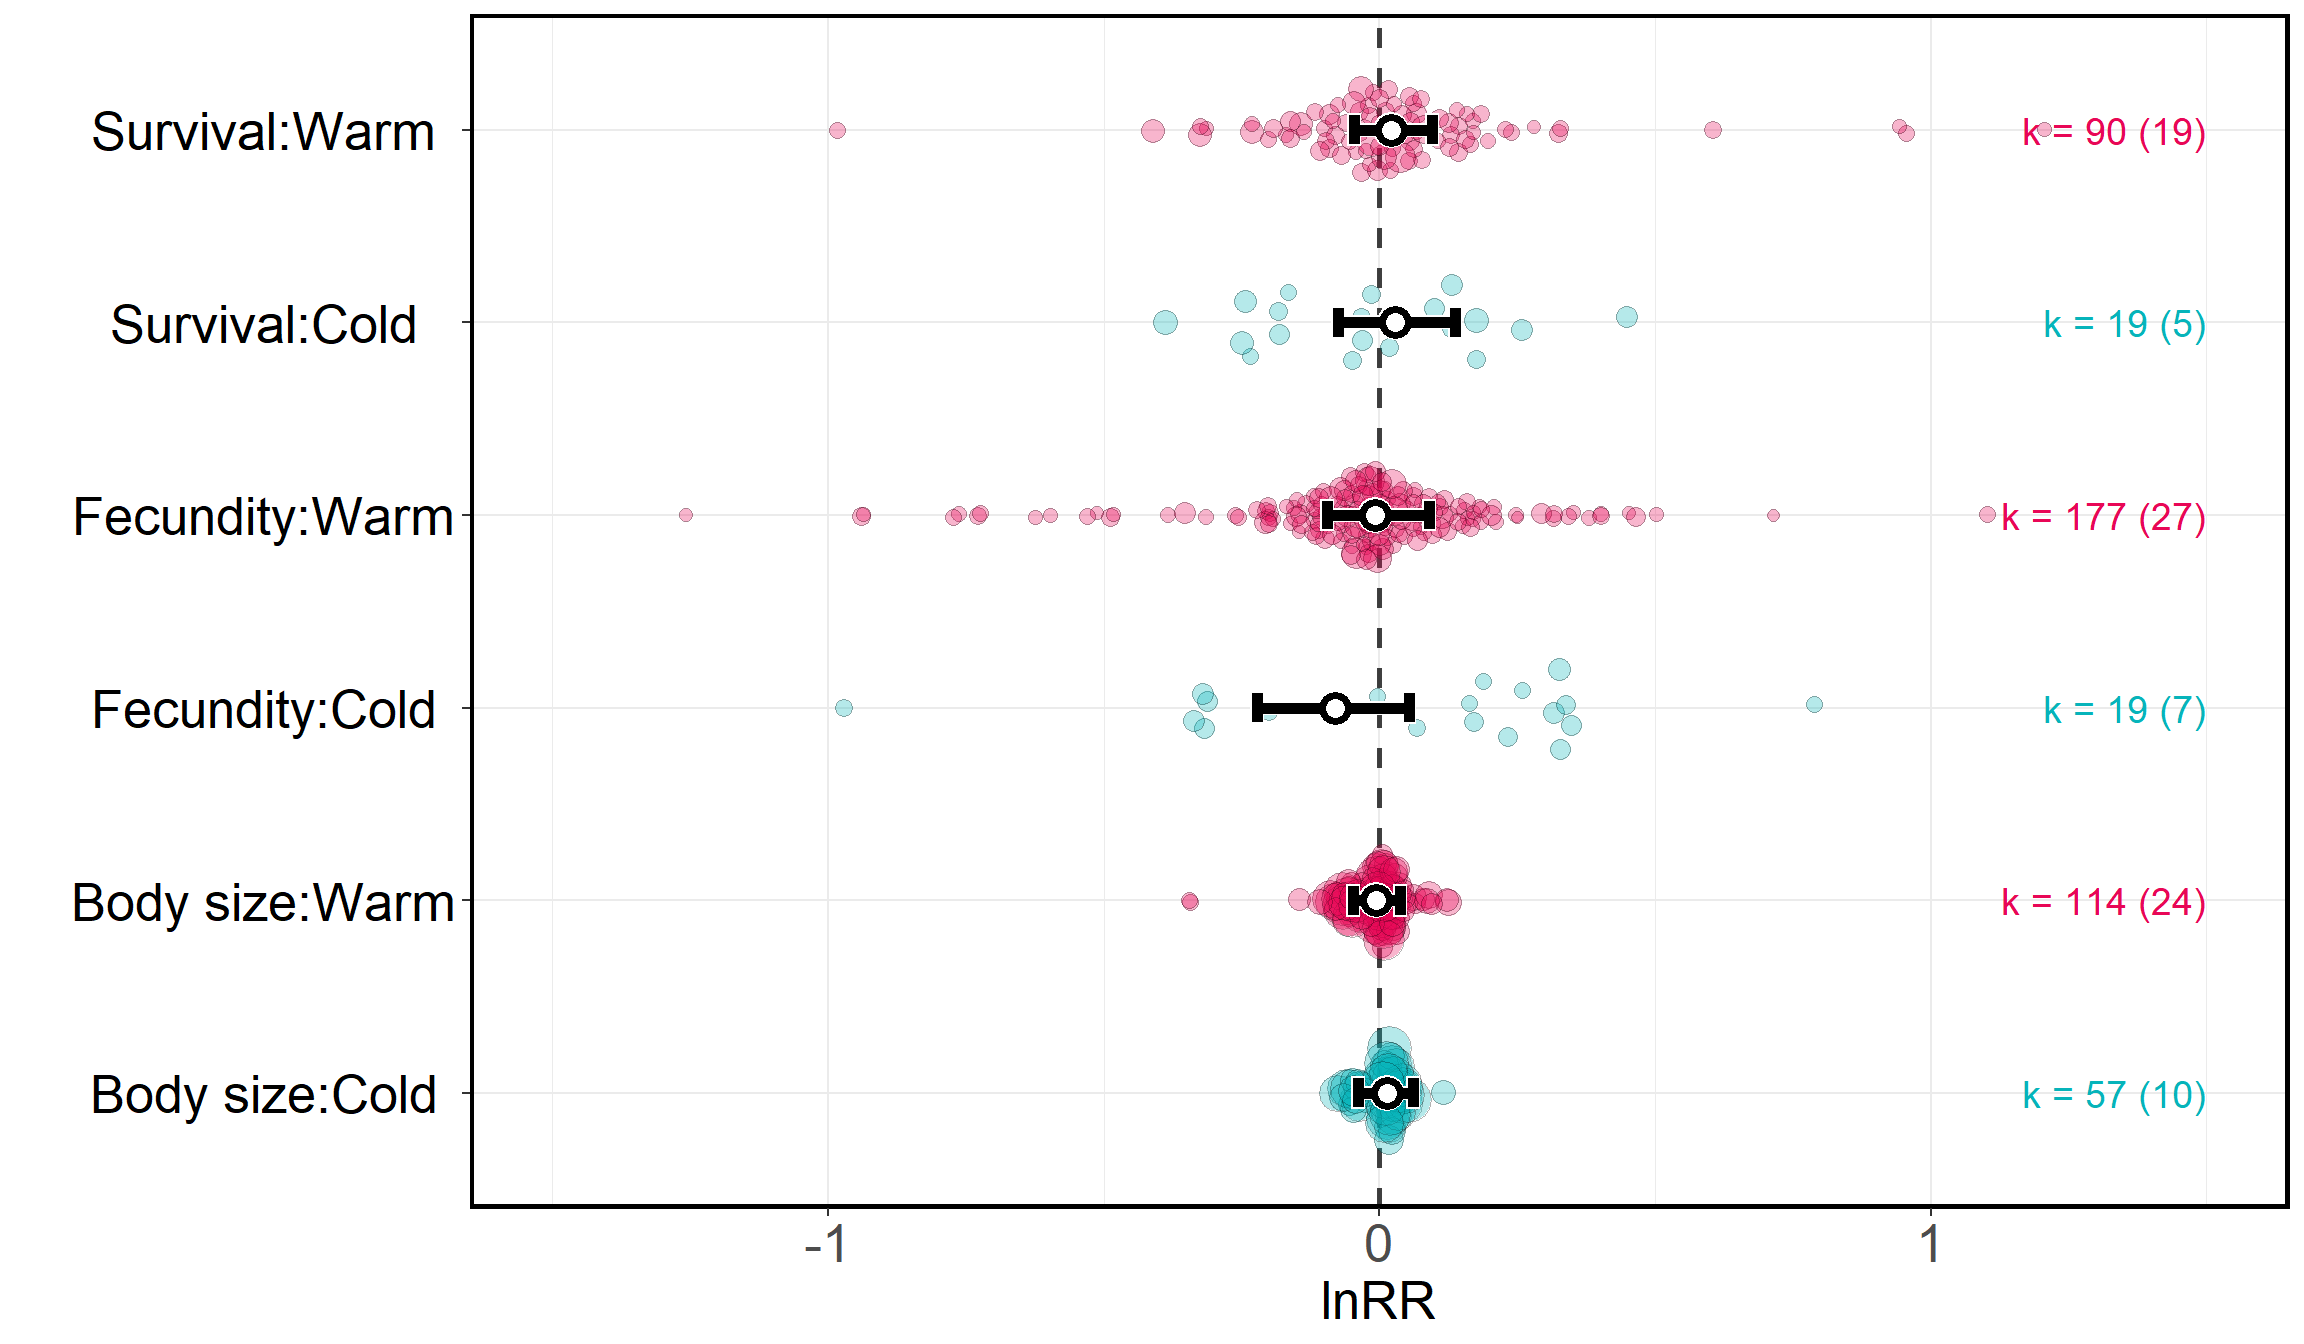 Survival:Warm
k = 90 (19)
Survival:Cold
k = 19 (5)
Fecundity:Warm
k = 177 (27)
Fecundity:Cold
k = 19 (7)
Body size:Warm
k = 114 (24)
Body size:Cold
k = 57 (10)
-1 0 1
lnRR